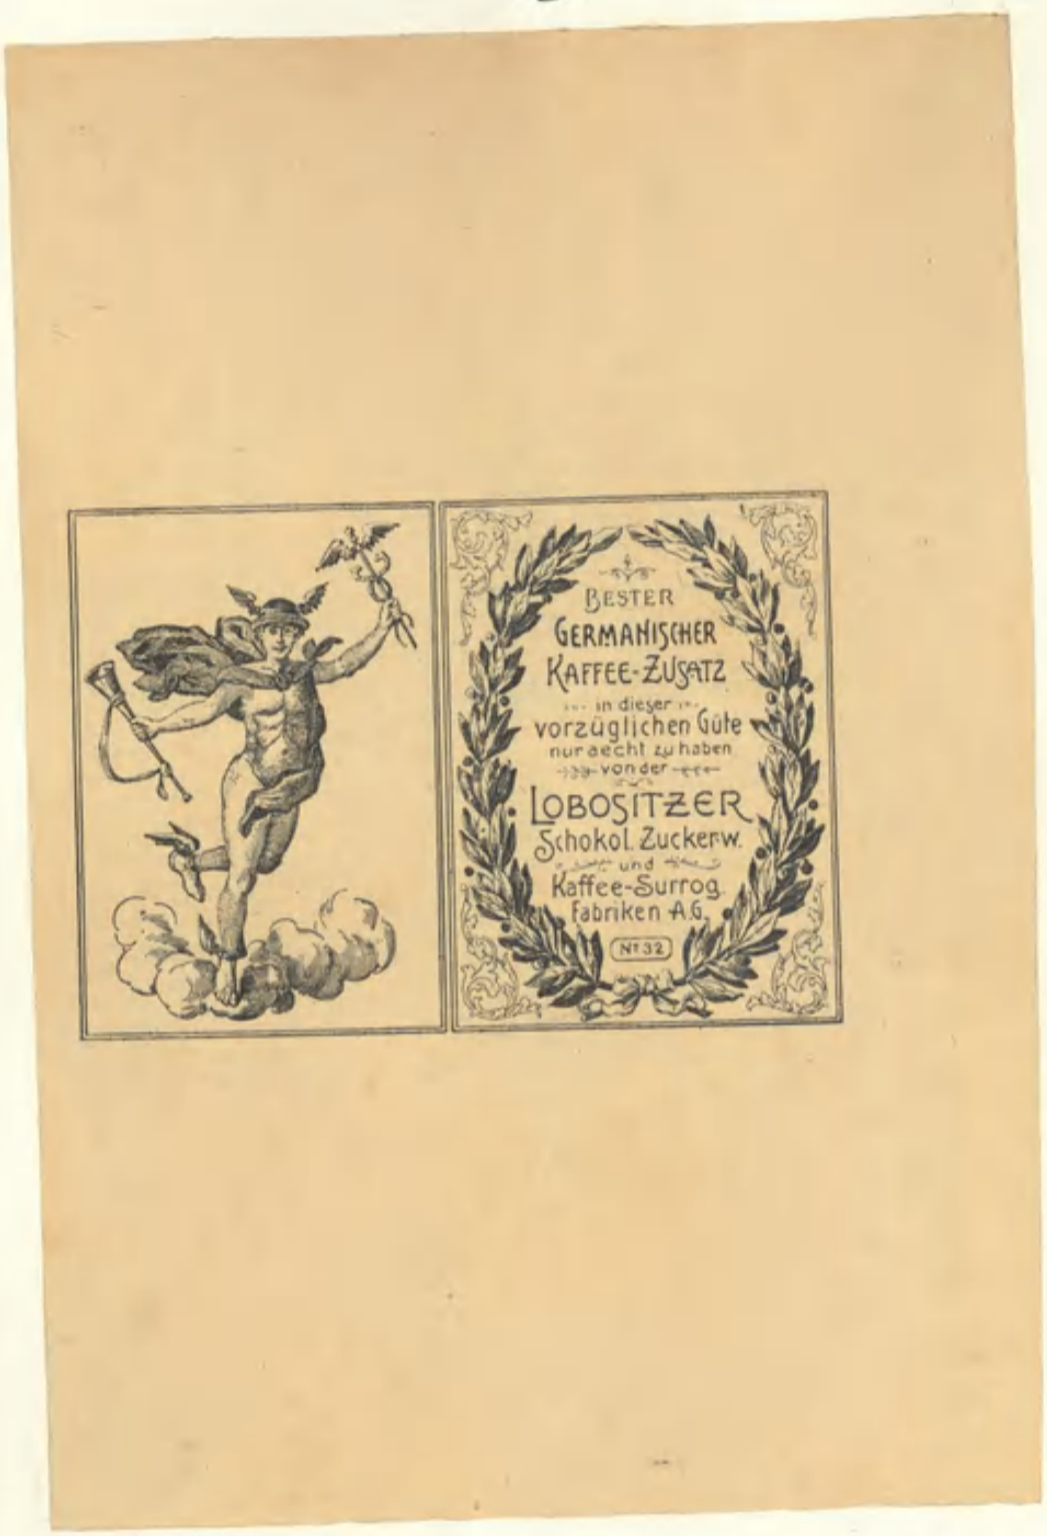 BESTER
GERMANISCHER
KAFFEE-ZUSATZ
in dieser
vorzüglichen Güte
nur aecht zu haben
von der
LOBOSITZER
Schokol. Zuckerw.
und
Kaffee-Surrog.
Fabriken A.G.
Nr 32